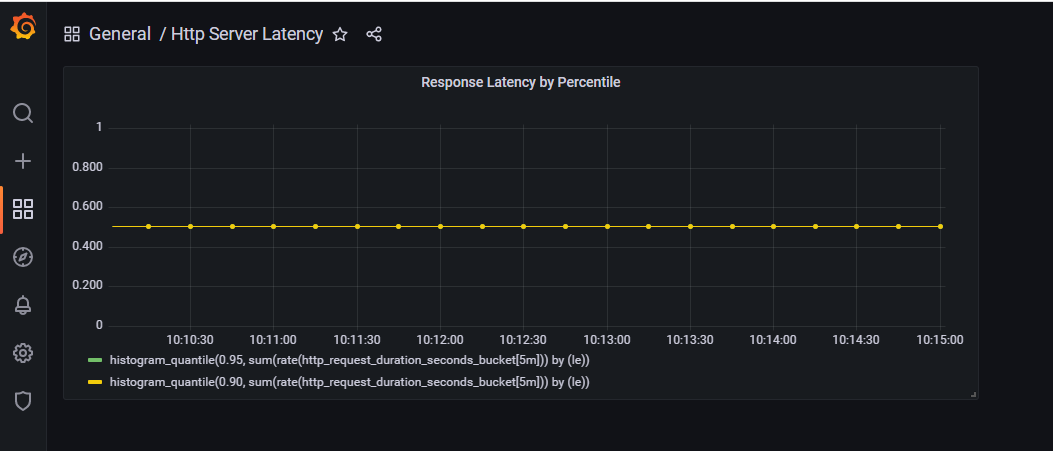 General / Http Server Latency
Response Latency by Percentile
1
0.800
0.600
0.400
0.200
0
10:10:30 10:11:00 10:11:30 10:12:00 10:12:30 10:13:00 10:13:30 10:14:00 10:14:30 10:15:00
histogram_quantile(0.95, sum(rate(http_request_duration_seconds_bucket[5m])) by (le))
histogram_quantile(0.90, sum(rate(http_request_duration_seconds_bucket[5m])) by (le))